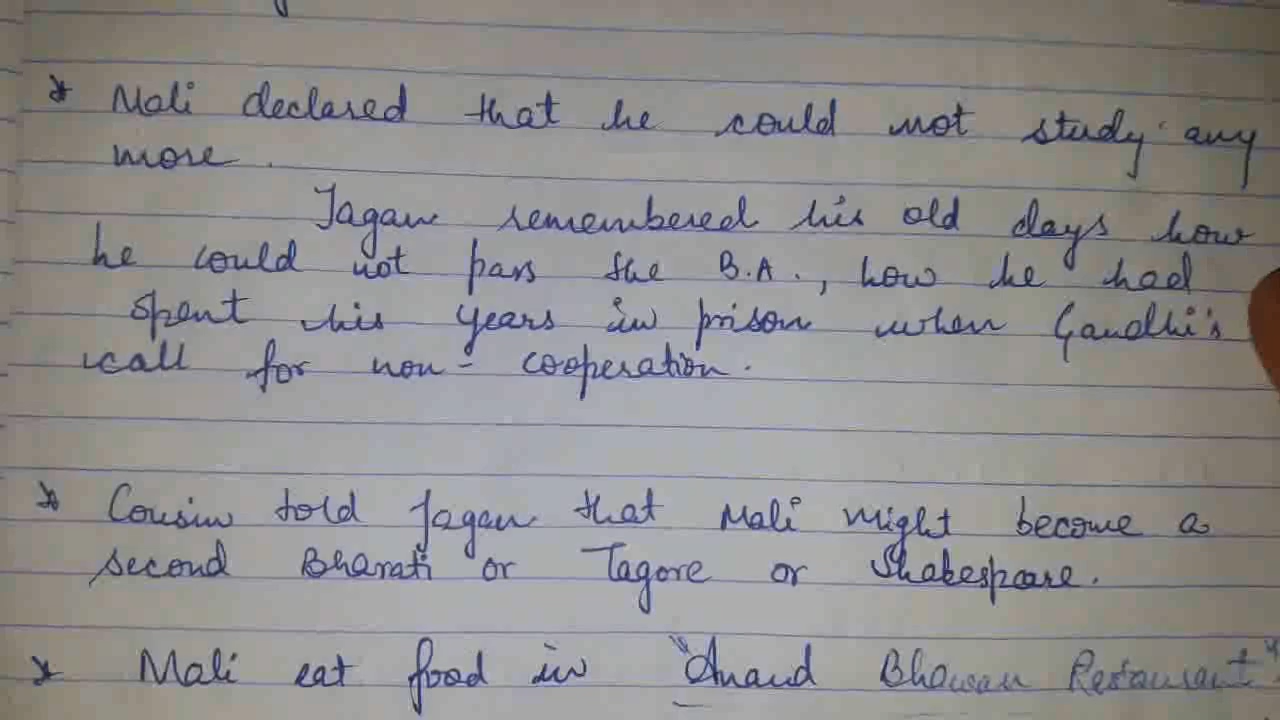 * Mali declared that he could not study any
more.
Jagan remembered his old days how
he could not pass the B.A., how he had
spent his years in prison when Gandhi's
call for non-cooperation.
* Cousin told Jagan that Mali might become a
second Bharati or Tagore or Shakespeare.
* Mali eat food in "Anand Bhawan Restaurant"